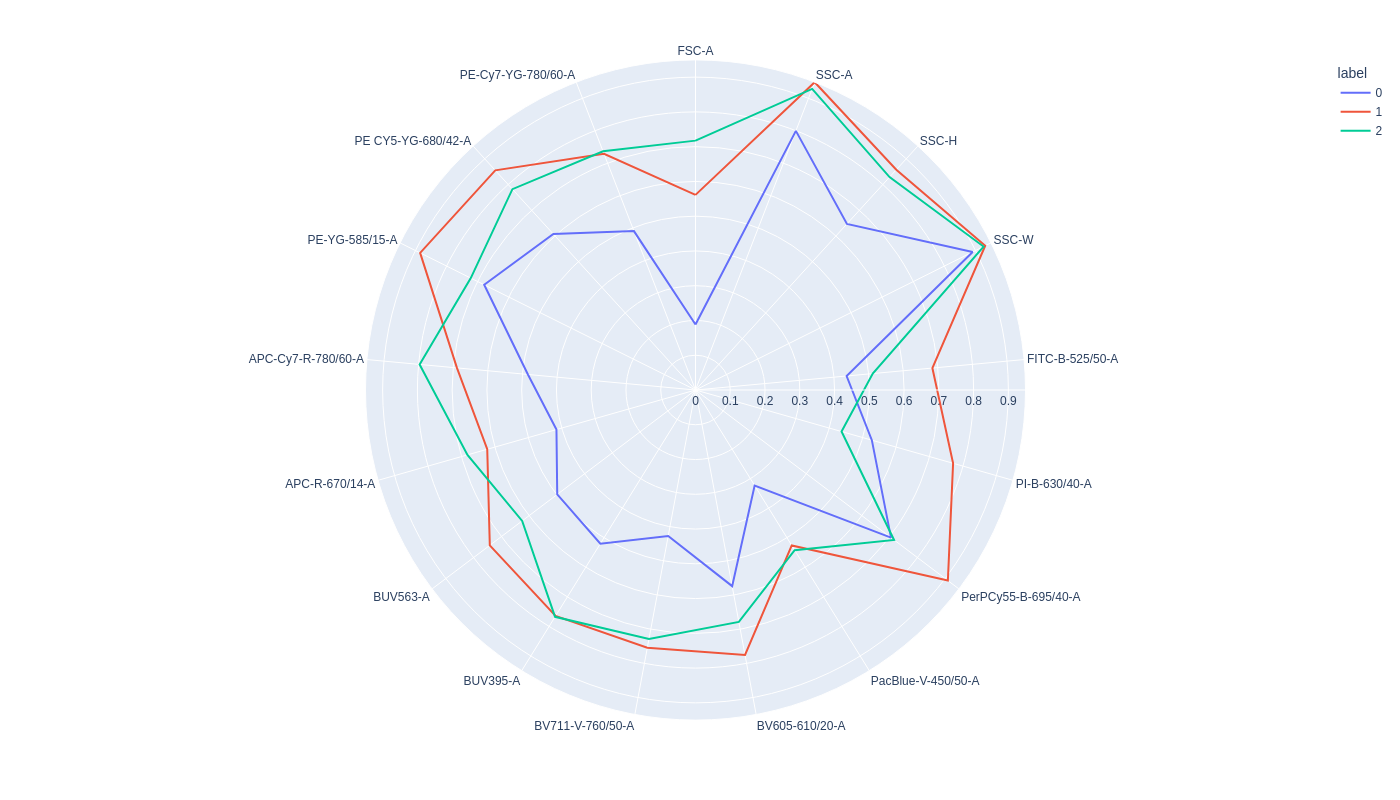 FSC-A
SSC-A
SSC-H
SSC-W
FITC-B-525/50-A
PI-B-630/40-A
PerPCy55-B-695/40-A
PacBlue-V-450/50-A
BV605-610/20-A
BV711-V-760/50-A
BUV395-A
BUV563-A
APC-R-670/14-A
APC-Cy7-R-780/60-A
PE-YG-585/15-A
PE CY5-YG-680/42-A
PE-Cy7-YG-780/60-A
0 0.1 0.2 0.3 0.4 0.5 0.6 0.7 0.8 0.9
label
0
1
2